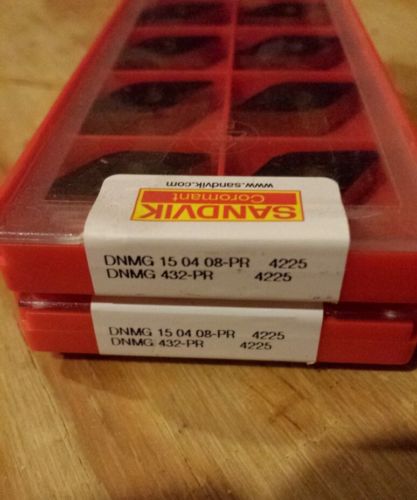 www.sandvik.com
SANDVIK
Coromant
DNMG 15 04 08-PR 4225
DNMG 432-PR 4225
DNMG 15 04 08-PR 4225
DNMG 432-PR 4225